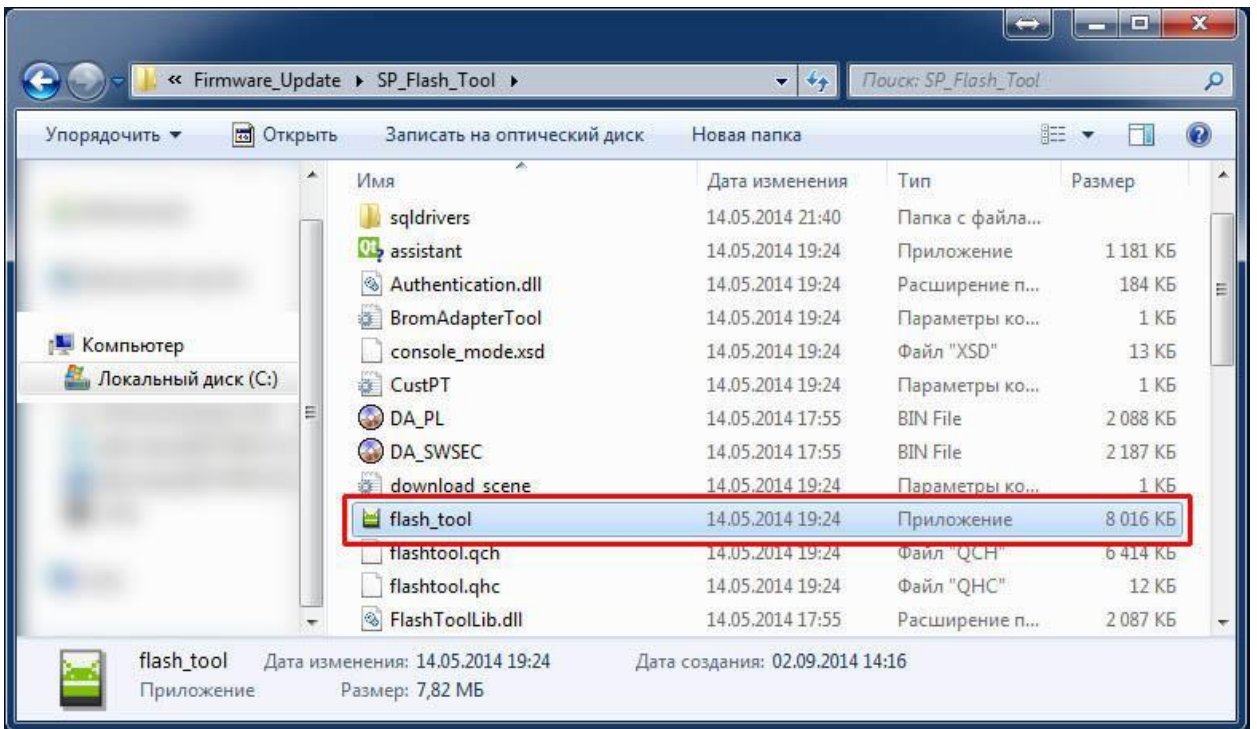 « Firmware_Update ▸ SP_Flash_Tool ▸ Поиск: SP_Flash_Tool
Упорядочить Открыть Записать на оптический диск Новая папка
Имя Дата изменения Тип Размер
sqldrivers 14.05.2014 21:40 Папка с файла...
assistant 14.05.2014 19:24 Приложение 1 181 КБ
Authentication.dll 14.05.2014 19:24 Расширение п... 184 КБ
BromAdapterTool 14.05.2014 19:24 Параметры ко... 1 КБ
console_mode.xsd 14.05.2014 19:24 Файл "XSD" 13 КБ
CustPT 14.05.2014 19:24 Параметры ко... 1 КБ
DA_PL 14.05.2014 17:55 BIN File 2 088 КБ
DA_SWSEC 14.05.2014 17:55 BIN File 2 187 КБ
download_scene 14.05.2014 19:24 Параметры ко... 1 КБ
flash_tool 14.05.2014 19:24 Приложение 8 016 КБ
flashtool.qch 14.05.2014 19:24 Файл "QCH" 6 414 КБ
flashtool.qhc 14.05.2014 19:24 Файл "QHC" 12 КБ
FlashToolLib.dll 14.05.2014 17:55 Расширение п... 2 087 КБ
Компьютер
Локальный диск (C:)
flash_tool Дата изменения: 14.05.2014 19:24 Дата создания: 02.09.2014 14:16
Приложение Размер: 7,82 МБ